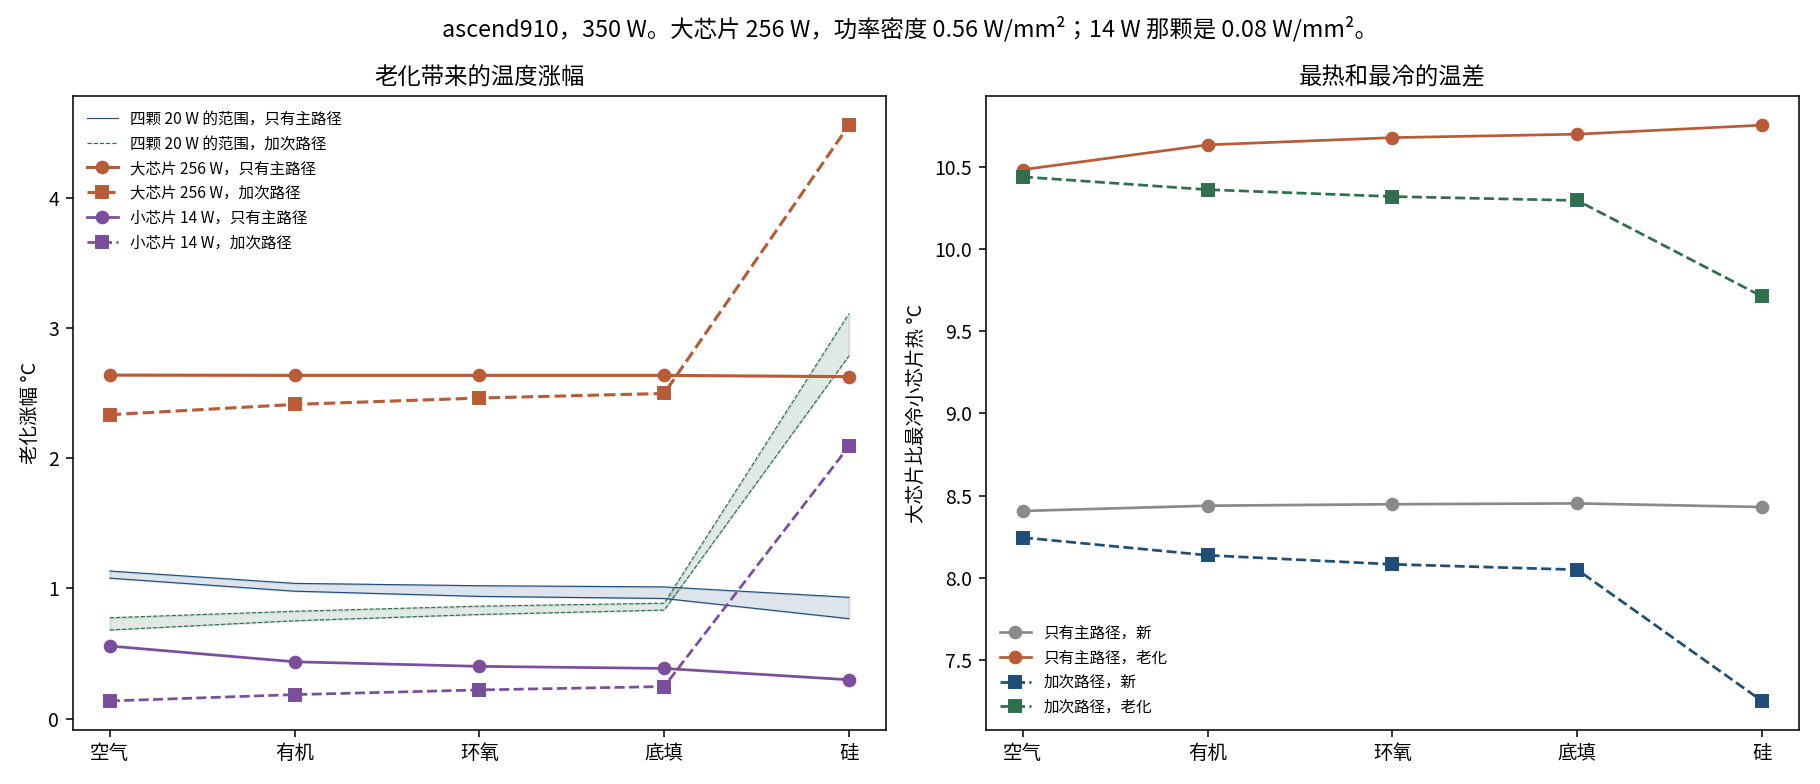 ascend910，350 W。大芯片 256 W，功率密度 0.56 W/mm²；14 W 那颗是 0.08 W/mm²。
老化带来的温度涨幅
老化涨幅 °C
4
3
2
1
0
四颗 20 W 的范围，只有主路径
四颗 20 W 的范围，加次路径
大芯片 256 W，只有主路径
大芯片 256 W，加次路径
小芯片 14 W，只有主路径
小芯片 14 W，加次路径
空气
有机
环氧
底填
硅
最热和最冷的温差
大芯片比最冷小芯片热 °C
10.5
10.0
9.5
9.0
8.5
8.0
7.5
只有主路径，新
只有主路径，老化
加次路径，新
加次路径，老化
空气
有机
环氧
底填
硅